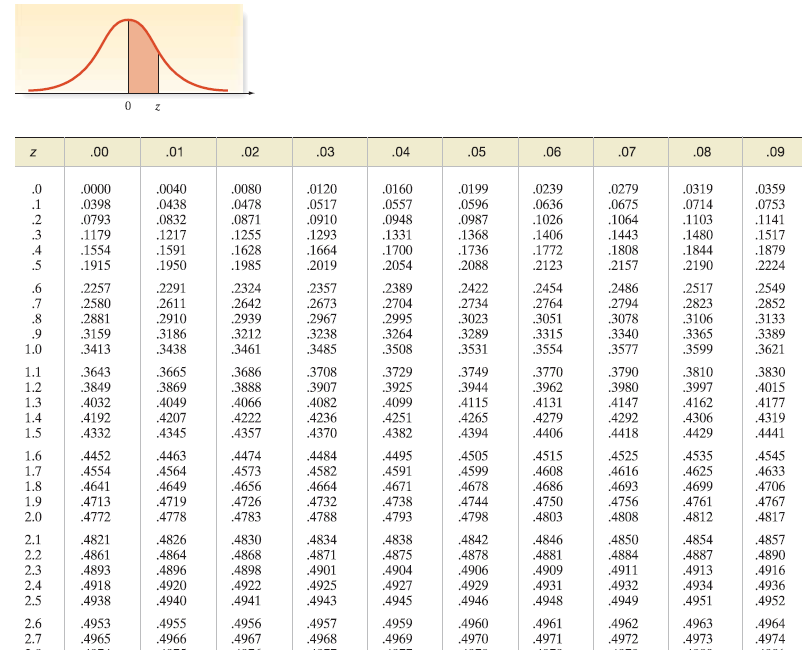 0 z
z .00 .01 .02 .03 .04 .05 .06 .07 .08 .09
.0 .0000 .0040 .0080 .0120 .0160 .0199 .0239 .0279 .0319 .0359
.1 .0398 .0438 .0478 .0517 .0557 .0596 .0636 .0675 .0714 .0753
.2 .0793 .0832 .0871 .0910 .0948 .0987 .1026 .1064 .1103 .1141
.3 .1179 .1217 .1255 .1293 .1331 .1368 .1406 .1443 .1480 .1517
.4 .1554 .1591 .1628 .1664 .1700 .1736 .1772 .1808 .1844 .1879
.5 .1915 .1950 .1985 .2019 .2054 .2088 .2123 .2157 .2190 .2224
.6 .2257 .2291 .2324 .2357 .2389 .2422 .2454 .2486 .2517 .2549
.7 .2580 .2611 .2642 .2673 .2704 .2734 .2764 .2794 .2823 .2852
.8 .2881 .2910 .2939 .2967 .2995 .3023 .3051 .3078 .3106 .3133
.9 .3159 .3186 .3212 .3238 .3264 .3289 .3315 .3340 .3365 .3389
1.0 .3413 .3438 .3461 .3485 .3508 .3531 .3554 .3577 .3599 .3621
1.1 .3643 .3665 .3686 .3708 .3729 .3749 .3770 .3790 .3810 .3830
1.2 .3849 .3869 .3888 .3907 .3925 .3944 .3962 .3980 .3997 .4015
1.3 .4032 .4049 .4066 .4082 .4099 .4115 .4131 .4147 .4162 .4177
1.4 .4192 .4207 .4222 .4236 .4251 .4265 .4279 .4292 .4306 .4319
1.5 .4332 .4345 .4357 .4370 .4382 .4394 .4406 .4418 .4429 .4441
1.6 .4452 .4463 .4474 .4484 .4495 .4505 .4515 .4525 .4535 .4545
1.7 .4554 .4564 .4573 .4582 .4591 .4599 .4608 .4616 .4625 .4633
1.8 .4641 .4649 .4656 .4664 .4671 .4678 .4686 .4693 .4699 .4706
1.9 .4713 .4719 .4726 .4732 .4738 .4744 .4750 .4756 .4761 .4767
2.0 .4772 .4778 .4783 .4788 .4793 .4798 .4803 .4808 .4812 .4817
2.1 .4821 .4826 .4830 .4834 .4838 .4842 .4846 .4850 .4854 .4857
2.2 .4861 .4864 .4868 .4871 .4875 .4878 .4881 .4884 .4887 .4890
2.3 .4893 .4896 .4898 .4901 .4904 .4906 .4909 .4911 .4913 .4916
2.4 .4918 .4920 .4922 .4925 .4927 .4929 .4931 .4932 .4934 .4936
2.5 .4938 .4940 .4941 .4943 .4945 .4946 .4948 .4949 .4951 .4952
2.6 .4953 .4955 .4956 .4957 .4959 .4960 .4961 .4962 .4963 .4964
2.7 .4965 .4966 .4967 .4968 .4969 .4970 .4971 .4972 .4973 .4974